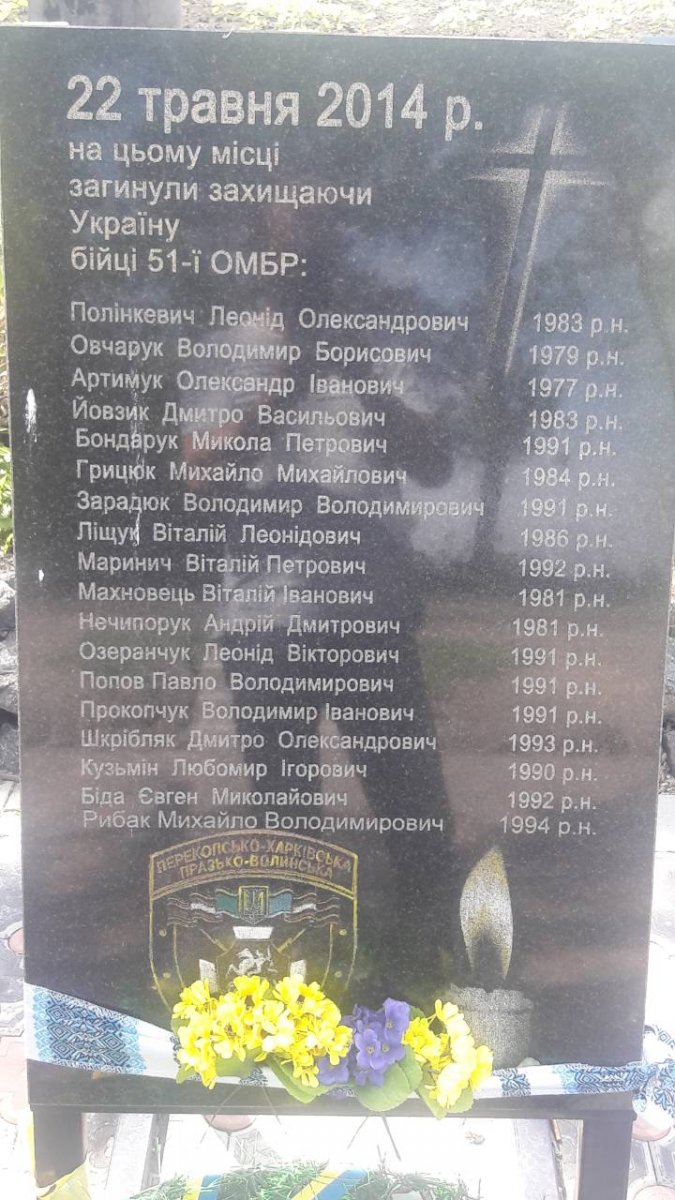 22 травня 2014 р.
на цьому місці
загинули захищаючи
Україну
бійці 51-ї ОМБР:
Полінкевич Леонід Олександрович 1983 р.н.
Овчарук Володимир Борисович 1979 р.н.
Артимук Олександр Іванович 1977 р.н.
Йовзик Дмитро Васильович 1983 р.н.
Бондарук Микола Петрович 1991 р.н.
Грицюк Михайло Михайлович 1984 р.н.
Зарадюк Володимир Володимирович 1991 р.н.
Ліщук Віталій Леонідович 1986 р.н.
Маринич Віталій Петрович 1992 р.н.
Махновець Віталій Іванович 1981 р.н.
Нечипорук Андрій Дмитрович 1981 р.н.
Озеранчук Леонід Вікторович 1991 р.н.
Попов Павло Володимирович 1991 р.н.
Прокопчук Володимир Іванович 1991 р.н.
Шкрібляк Дмитро Олександрович 1993 р.н.
Кузьмін Любомир Ігорович 1990 р.н.
Біда Євген Миколайович 1992 р.н.
Рибак Михайло Володимирович 1994 р.н.
ПЕРЕКОПСЬКО-ХАРКІВСЬКА
ПРАЗЬКО-ВОЛИНСЬКА